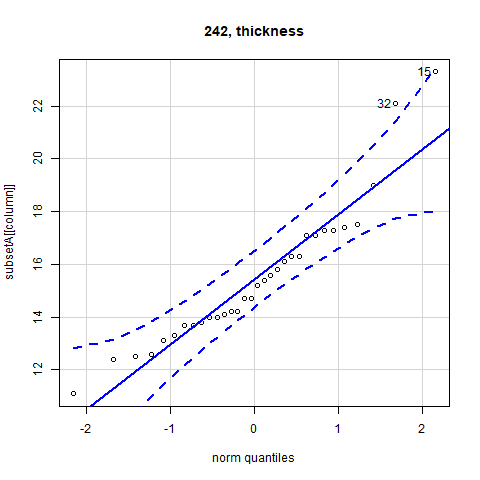 242, thickness
15
32
22
20
18
16
14
12
subsetA[[column]]
-2 -1 0 1 2
norm quantiles